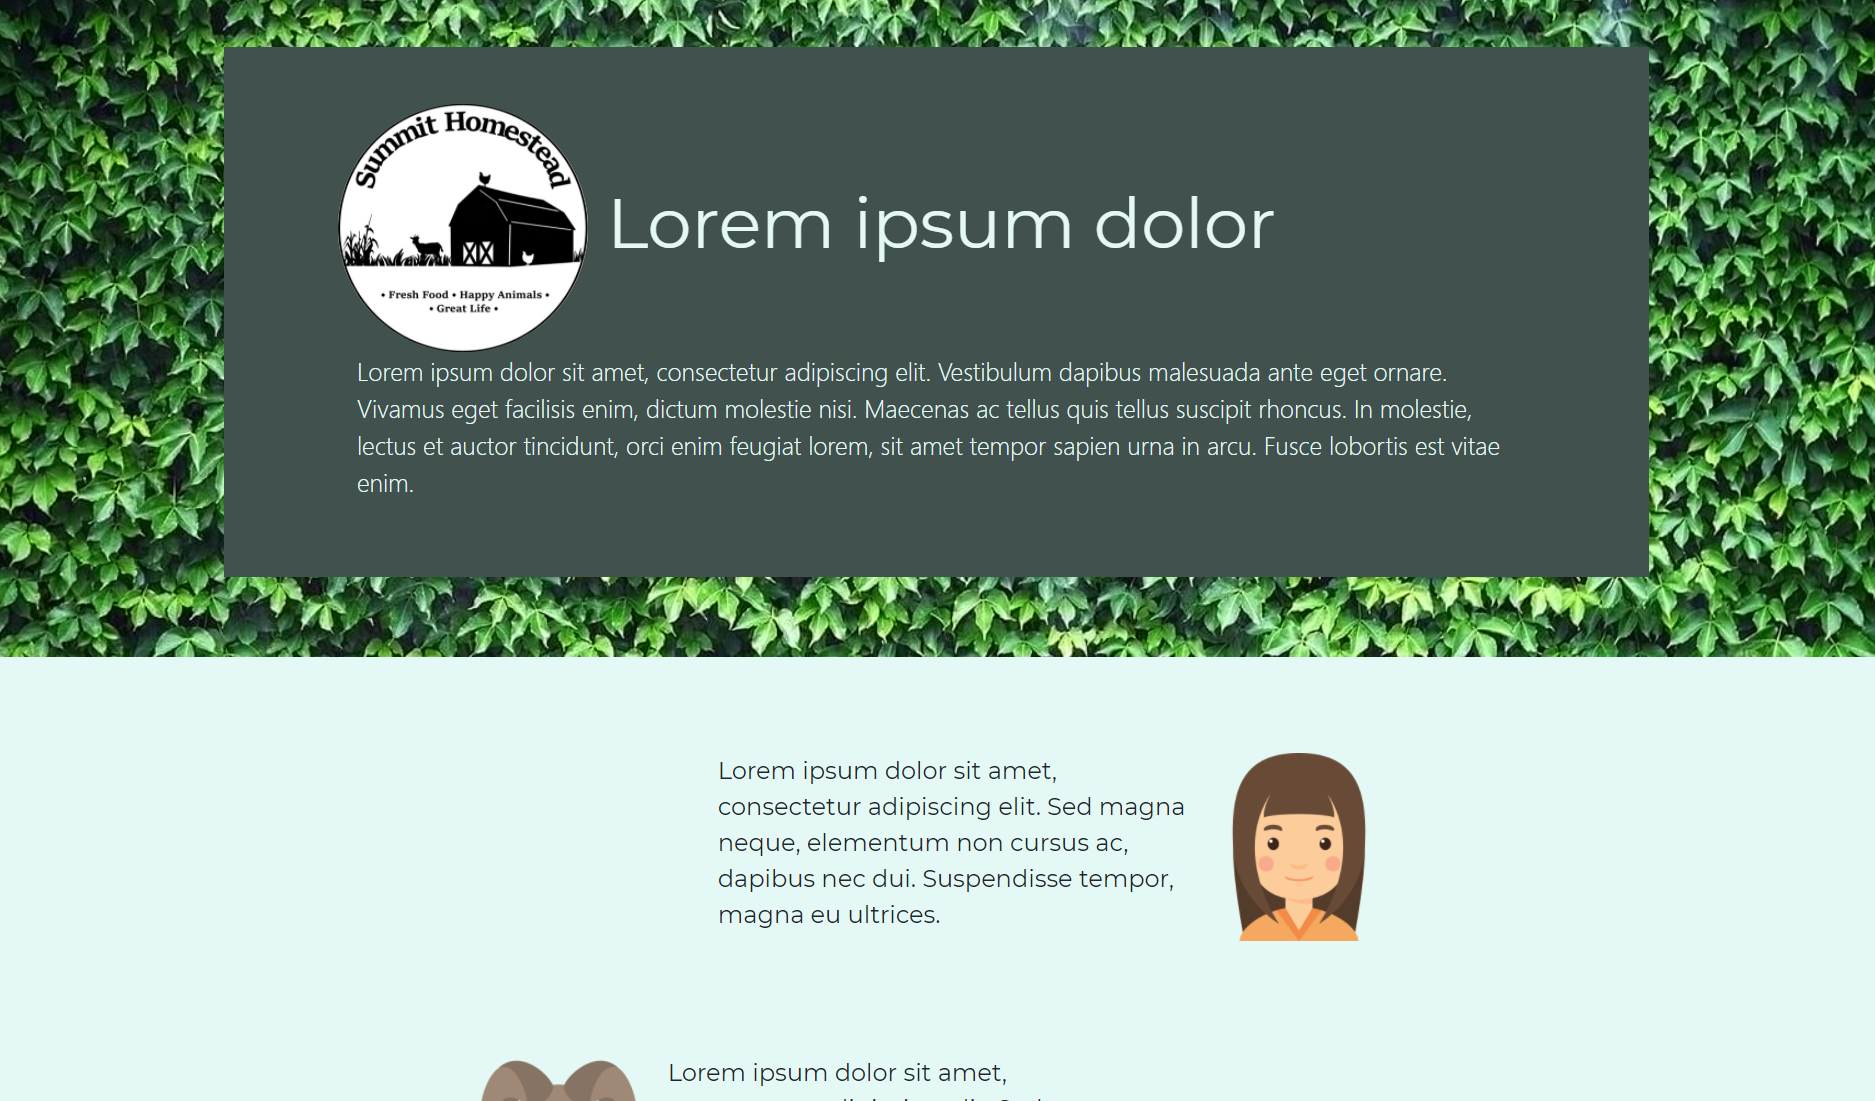 Summit Homestead
• Fresh Food • Happy Animals •
• Great Life •
Lorem ipsum dolor
Lorem ipsum dolor sit amet, consectetur adipiscing elit. Vestibulum dapibus malesuada ante eget ornare.
Vivamus eget facilisis enim, dictum molestie nisi. Maecenas ac tellus quis tellus suscipit rhoncus. In molestie,
lectus et auctor tincidunt, orci enim feugiat lorem, sit amet tempor sapien urna in arcu. Fusce lobortis est vitae
enim.
Lorem ipsum dolor sit amet,
consectetur adipiscing elit. Sed magna
neque, elementum non cursus ac,
dapibus nec dui. Suspendisse tempor,
magna eu ultrices.
Lorem ipsum dolor sit amet,